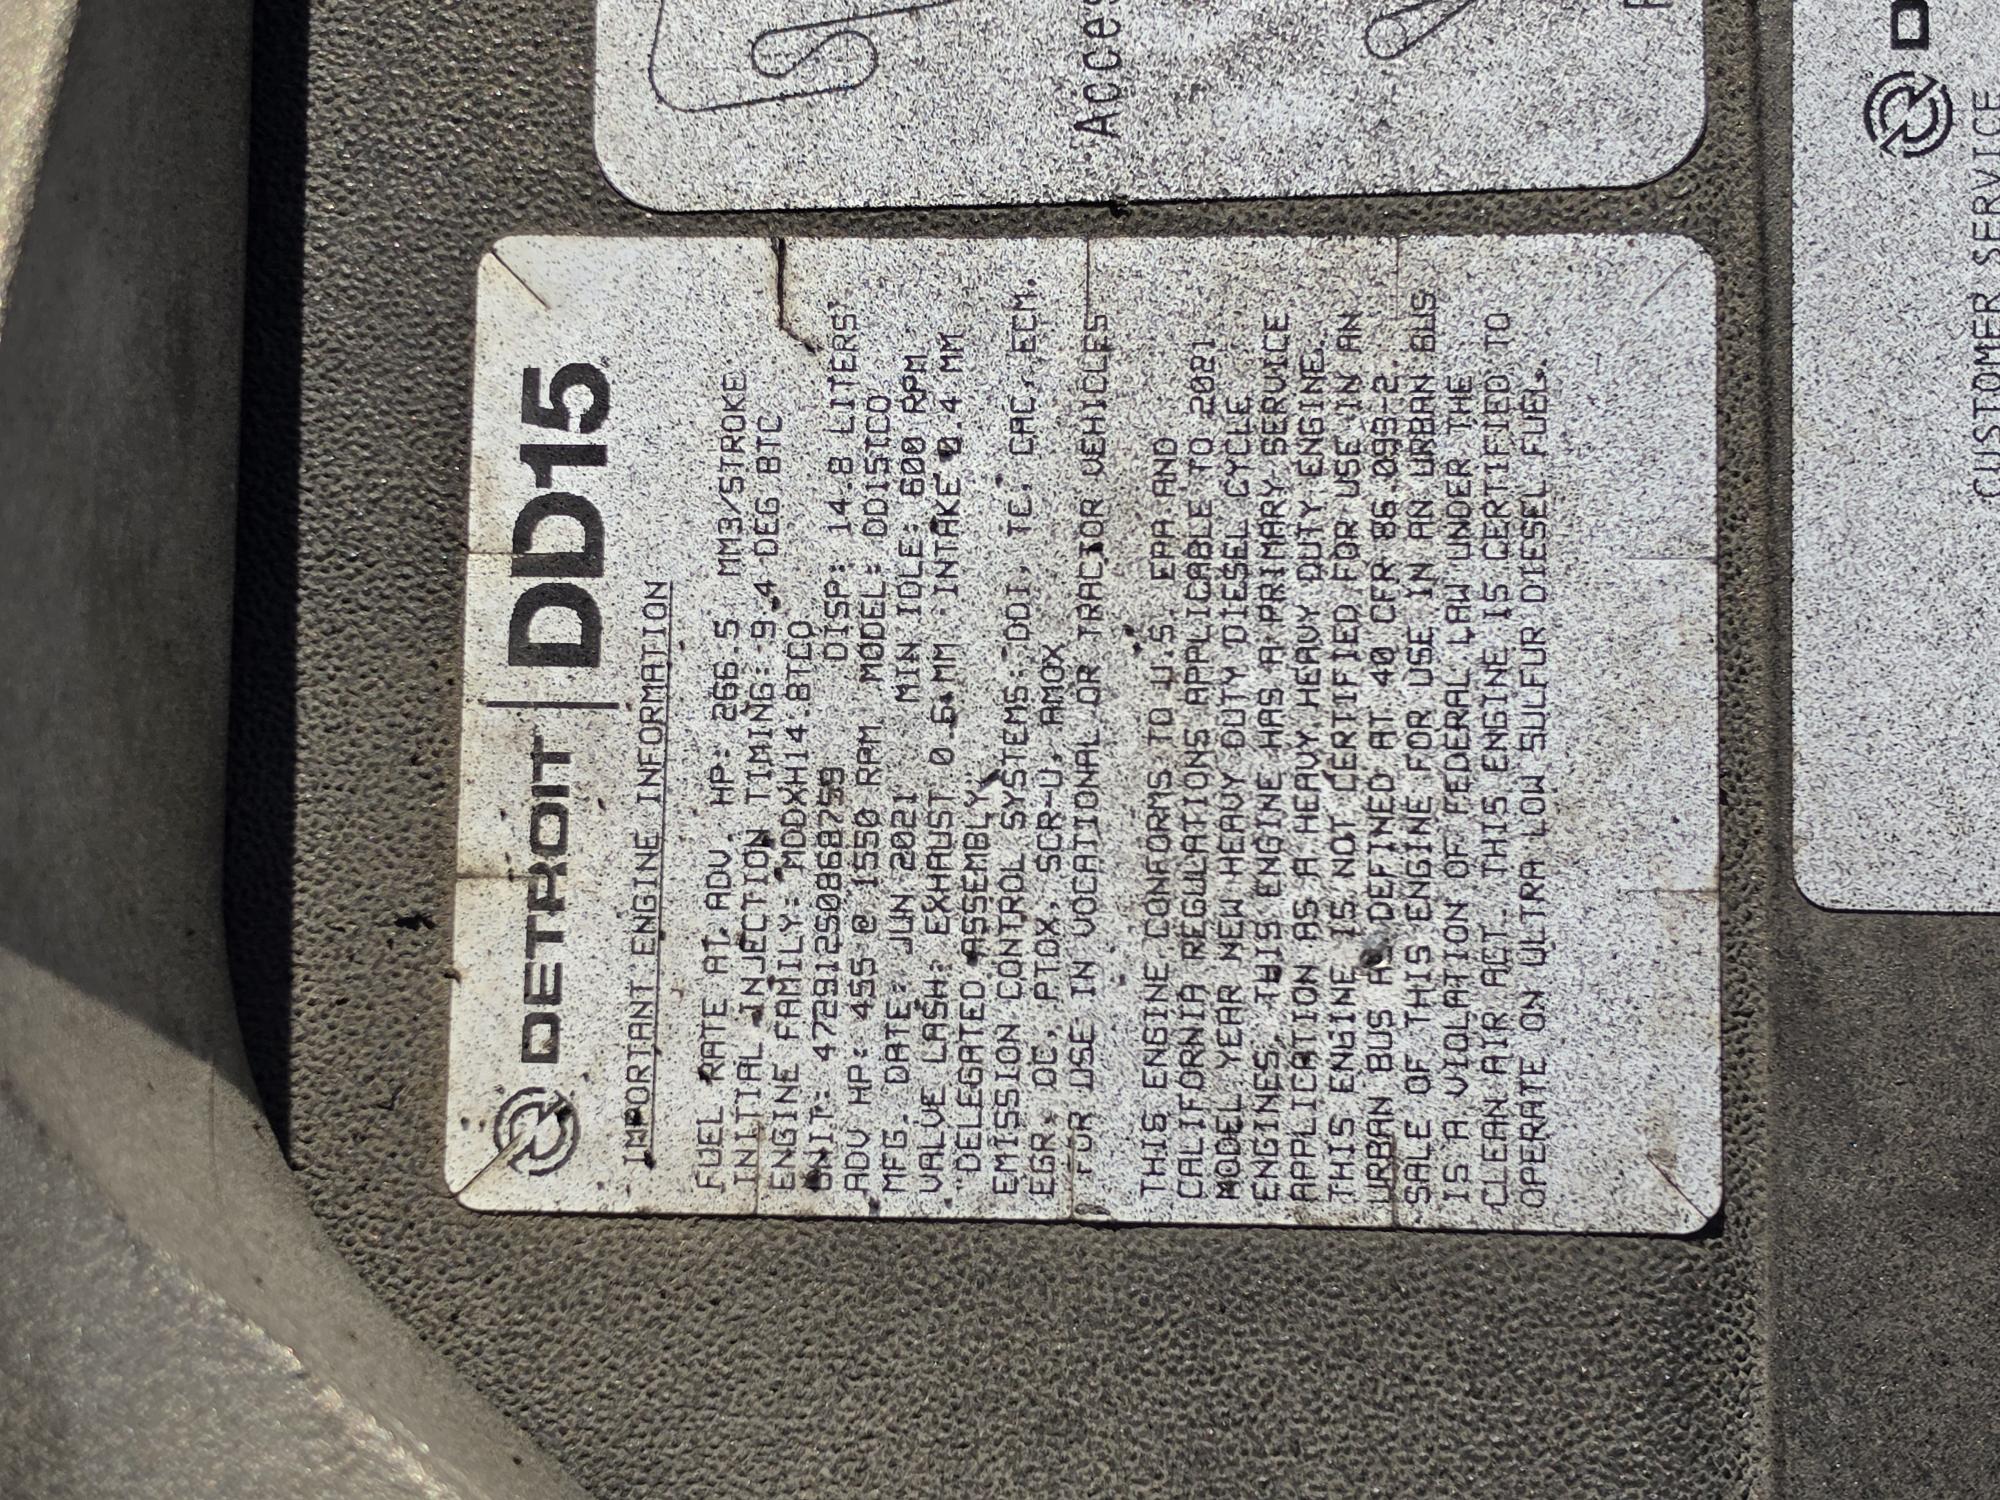 DETROIT | DD15
IMPORTANT ENGINE INFORMATION
FUEL RATE AT ADV. HP: 266.5 MM3/STROKE
INITIAL INJECTION TIMING: 9.4 DEG BTC
ENGINE FAMILY: MDDXH14.8TCD
UNIT: 472912S0868759 DISP: 14.8 LITERS
ADV HP: 455 @ 1550 RPM MODEL: DD15TCO
MFG. DATE: JUN 2021 MIN IDLE: 600 RPM
VALVE LASH: EXHAUST 0.6 MM INTAKE 0.4 MM
"DELEGATED ASSEMBLY"
EMISSION CONTROL SYSTEMS: DDI, TC, CAC, ECM,
EGR, OC, PTOX, SCR-U, AMOX
FOR USE IN VOCATIONAL OR TRACTOR VEHICLES
THIS ENGINE CONFORMS TO U.S. EPA AND
CALIFORNIA REGULATIONS APPLICABLE TO 2021
MODEL YEAR NEW HEAVY DUTY DIESEL CYCLE
ENGINES. THIS ENGINE HAS A PRIMARY SERVICE
APPLICATION AS A HEAVY HEAVY DUTY ENGINE.
THIS ENGINE IS NOT CERTIFIED FOR USE IN AN
URBAN BUS AS DEFINED AT 40 CFR 86.093-2.
SALE OF THIS ENGINE FOR USE IN AN URBAN BUS
IS A VIOLATION OF FEDERAL LAW UNDER THE
CLEAN AIR ACT. THIS ENGINE IS CERTIFIED TO
OPERATE ON ULTRA LOW SULFUR DIESEL FUEL.
CUSTOMER SERVICE